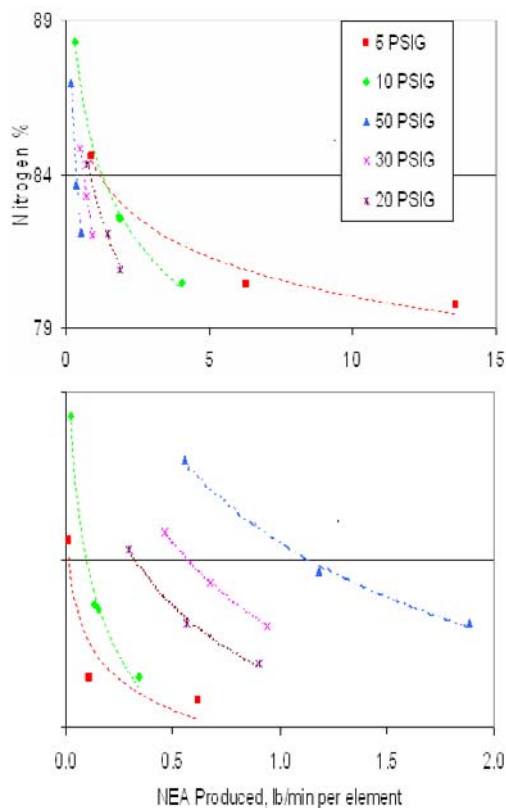 89
5 PSIG
10 PSIG
50 PSIG
30 PSIG
20 PSIG
Nitrogen %
84
79
0 5 10 15
0.0 0.5 1.0 1.5 2.0
NEA Produced, lb/min per element